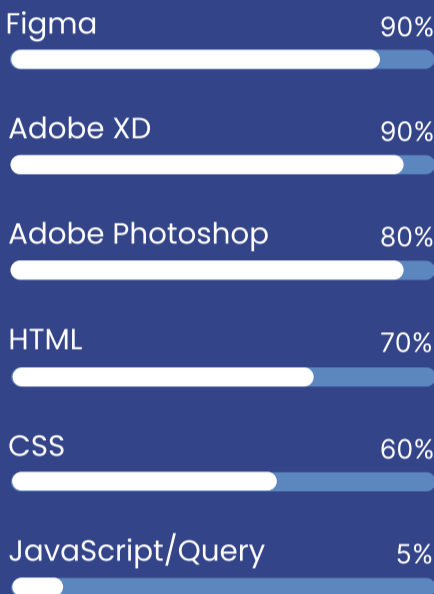 Figma 90%
Adobe XD 90%
Adobe Photoshop 80%
HTML 70%
CSS 60%
JavaScript/Query 5%